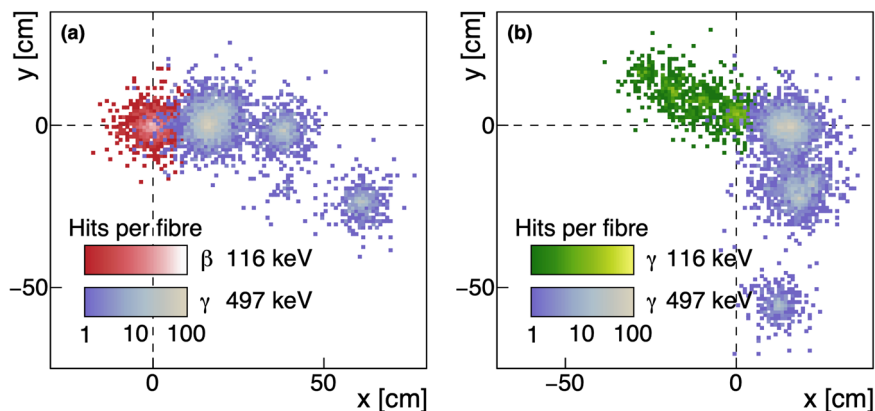 (a)
y [cm]
0
−50
Hits per fibre
β 116 keV
γ 497 keV
1 10 100
0 50
x [cm]
(b)
y [cm]
0
−50
Hits per fibre
γ 116 keV
γ 497 keV
1 10 100
−50 0
x [cm]